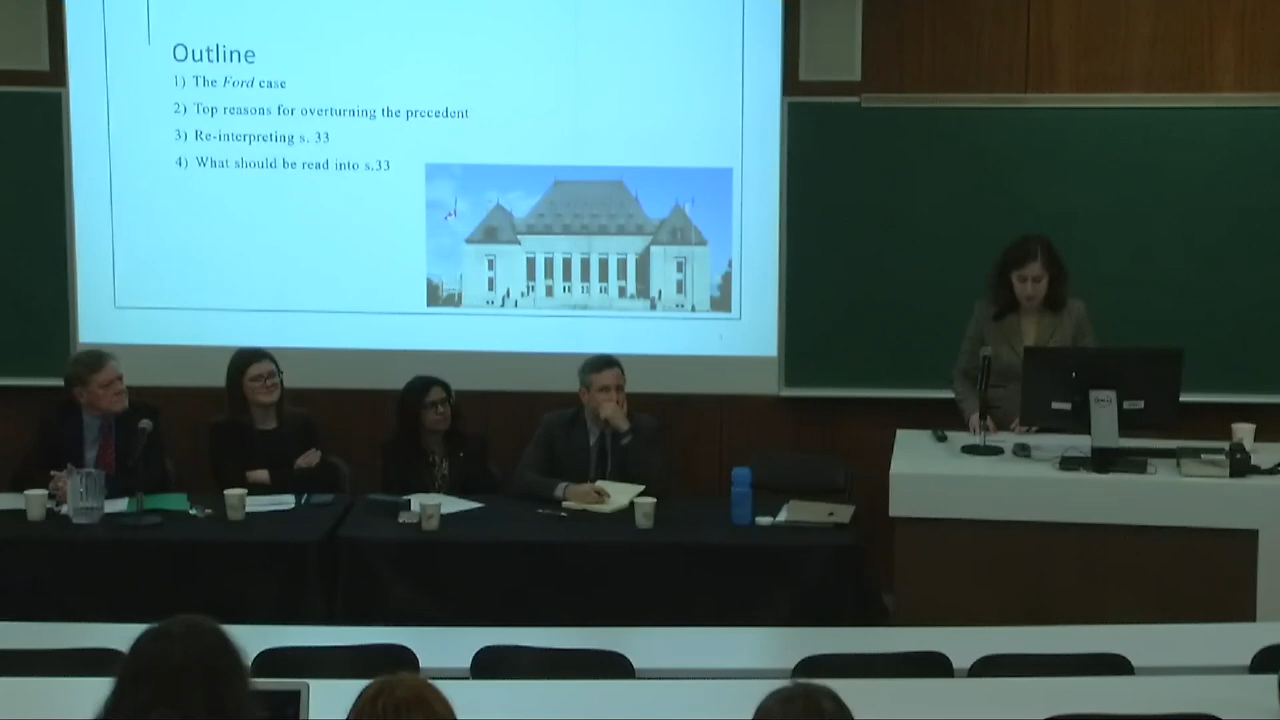 Outline
1) The Ford case
2) Top reasons for overturning the precedent
3) Re-interpreting s. 33
4) What should be read into s.33